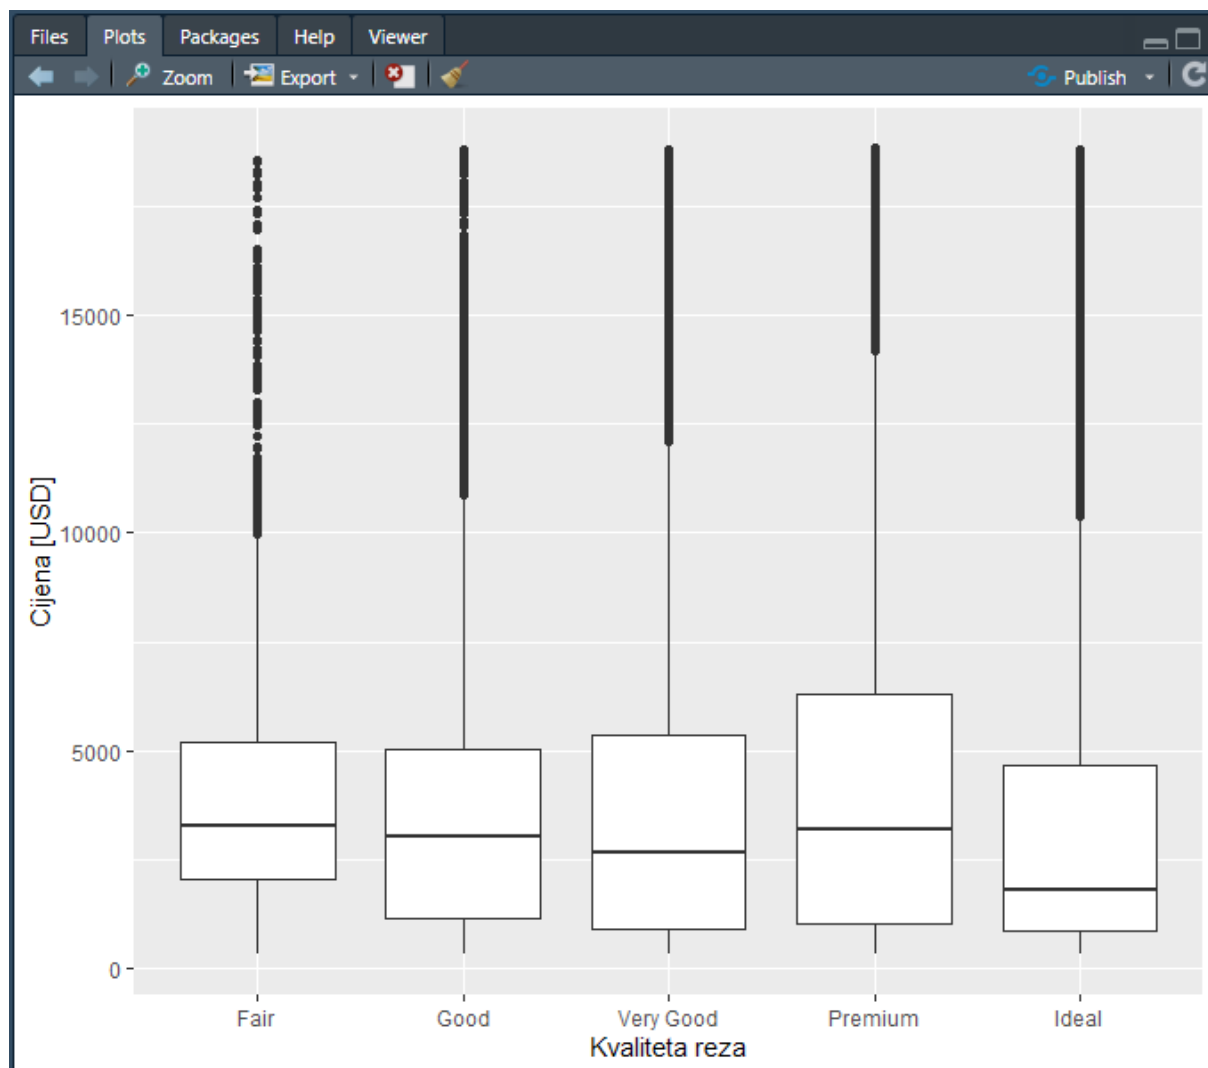 Files Plots Packages Help Viewer
Zoom Export Publish
15000
10000
5000
0
Cijena [USD]
Fair Good Very Good Premium Ideal
Kvaliteta reza